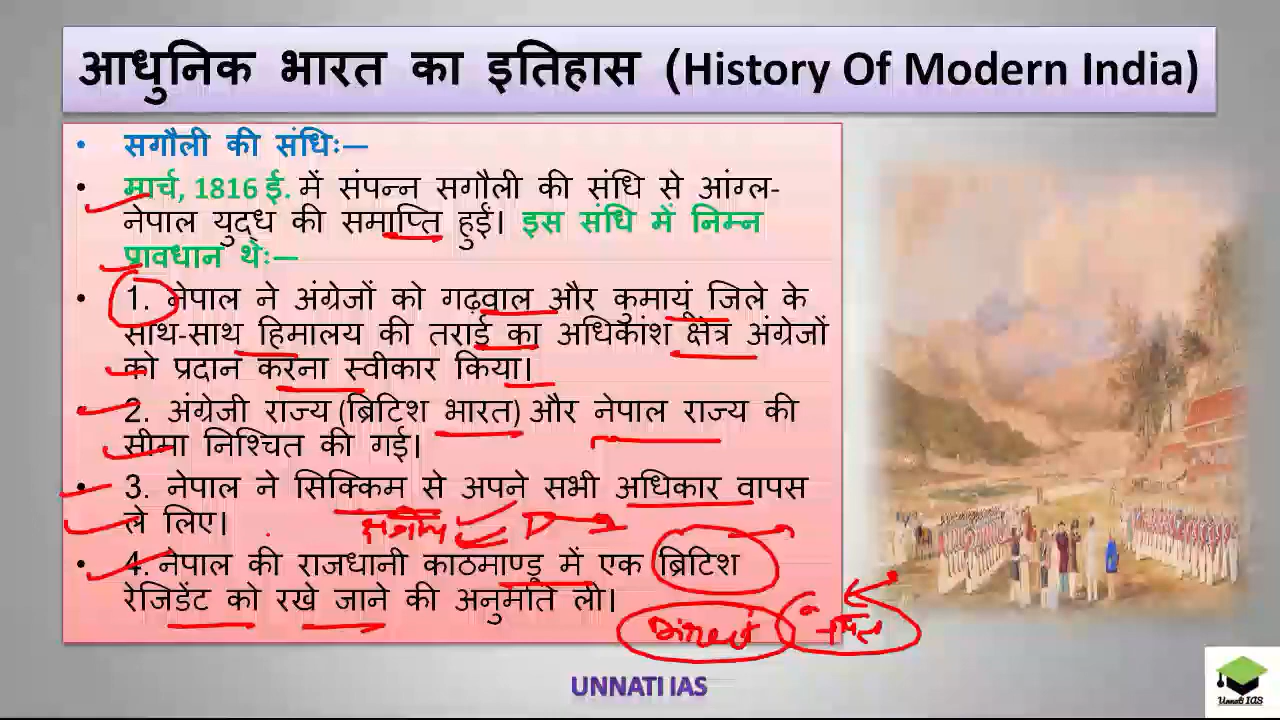 आधुनिक भारत का इतिहास (History Of Modern India)
• सगौली की संधिः—
• मार्च, 1816 ई. में संपन्न सगौली की संधि से आंग्ल-
नेपाल युद्ध की समाप्ति हुई। इस संधि में निम्न
प्रावधान थेः—
• 1. नेपाल ने अंग्रेजों को गढ़वाल और कुमायूं जिले के
साथ-साथ हिमालय की तराई का अधिकांश क्षेत्र अंग्रेजों
को प्रदान करना स्वीकार किया।
• 2. अंग्रेजी राज्य (ब्रिटिश भारत) और नेपाल राज्य की
सीमा निश्चित की गई।
• 3. नेपाल ने सिक्किम से अपने सभी अधिकार वापस
ले लिए।
• 4. नेपाल की राजधानी काठमाण्डू में एक ब्रिटिश
रेजिडेंट को रखे जाने की अनुमति ली।
Direct
UNNATI IAS
Unnati IAS